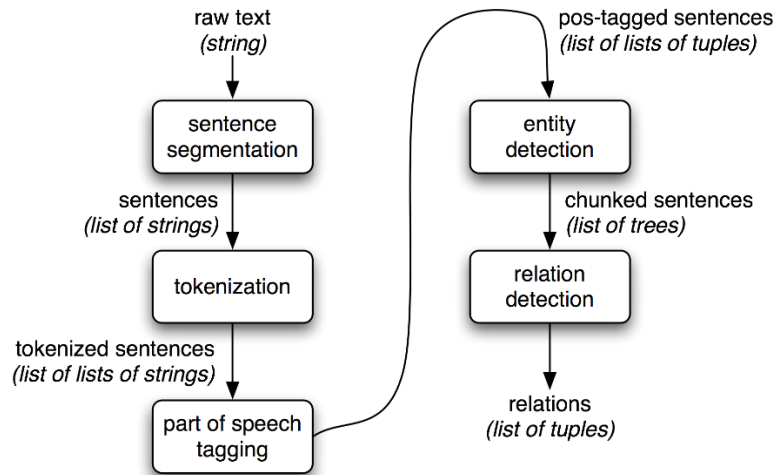 raw text
(string)
sentence
segmentation
sentences
(list of strings)
tokenization
tokenized sentences
(list of lists of strings)
part of speech
tagging
pos-tagged sentences
(list of lists of tuples)
entity
detection
chunked sentences
(list of trees)
relation
detection
relations
(list of tuples)